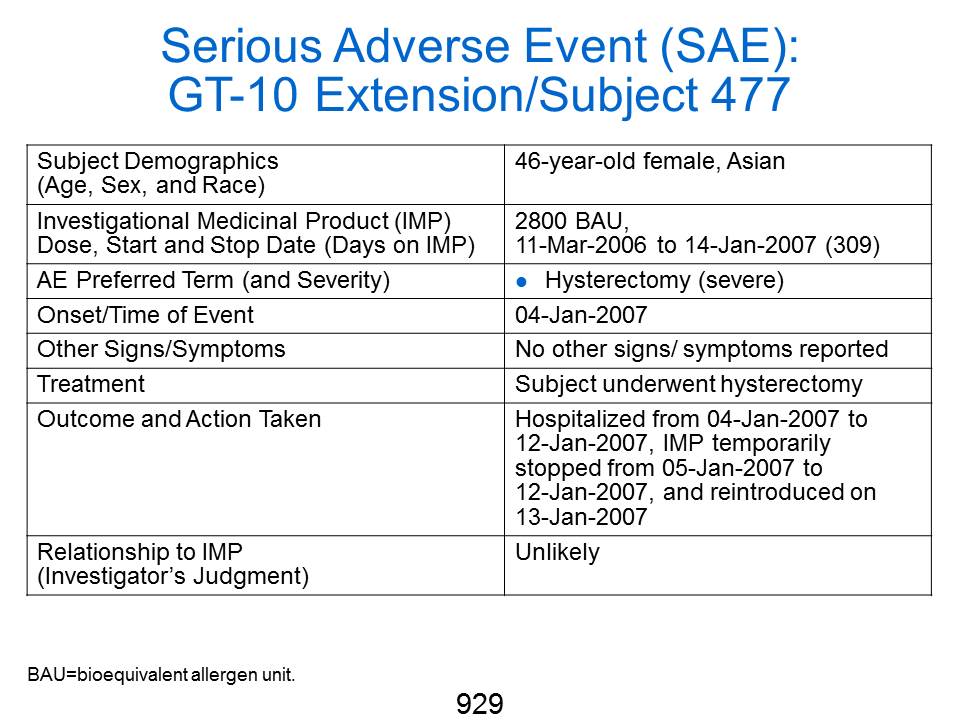 Serious Adverse Event (SAE):
GT-10 Extension/Subject 477
Subject Demographics
(Age, Sex, and Race)
46-year-old female, Asian
Investigational Medicinal Product (IMP)
Dose, Start and Stop Date (Days on IMP)
2800 BAU,
11-Mar-2006 to 14-Jan-2007 (309)
AE Preferred Term (and Severity)
● Hysterectomy (severe)
Onset/Time of Event
04-Jan-2007
Other Signs/Symptoms
No other signs/ symptoms reported
Treatment
Subject underwent hysterectomy
Outcome and Action Taken
Hospitalized from 04-Jan-2007 to
12-Jan-2007, IMP temporarily
stopped from 05-Jan-2007 to
12-Jan-2007, and reintroduced on
13-Jan-2007
Relationship to IMP
(Investigator’s Judgment)
Unlikely
BAU=bioequivalent allergen unit.
929